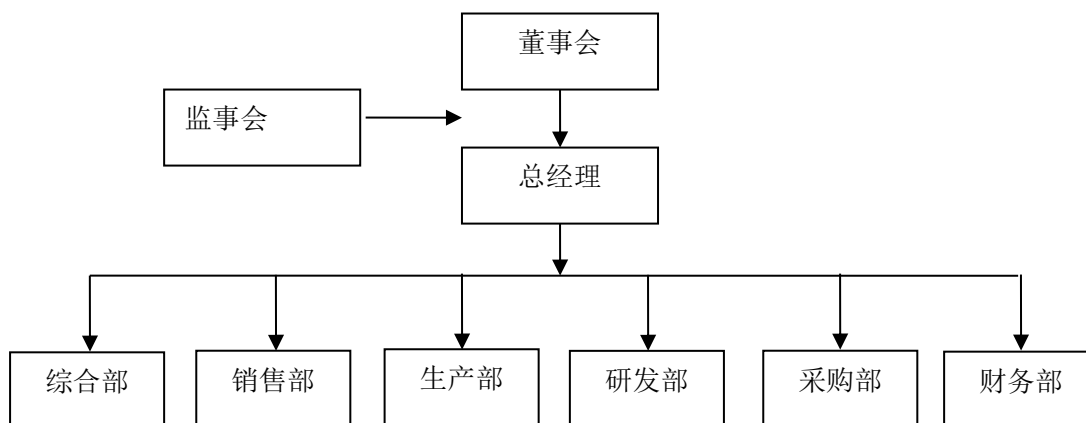 董事会
监事会
总经理
综合部
销售部
生产部
研发部
采购部
财务部